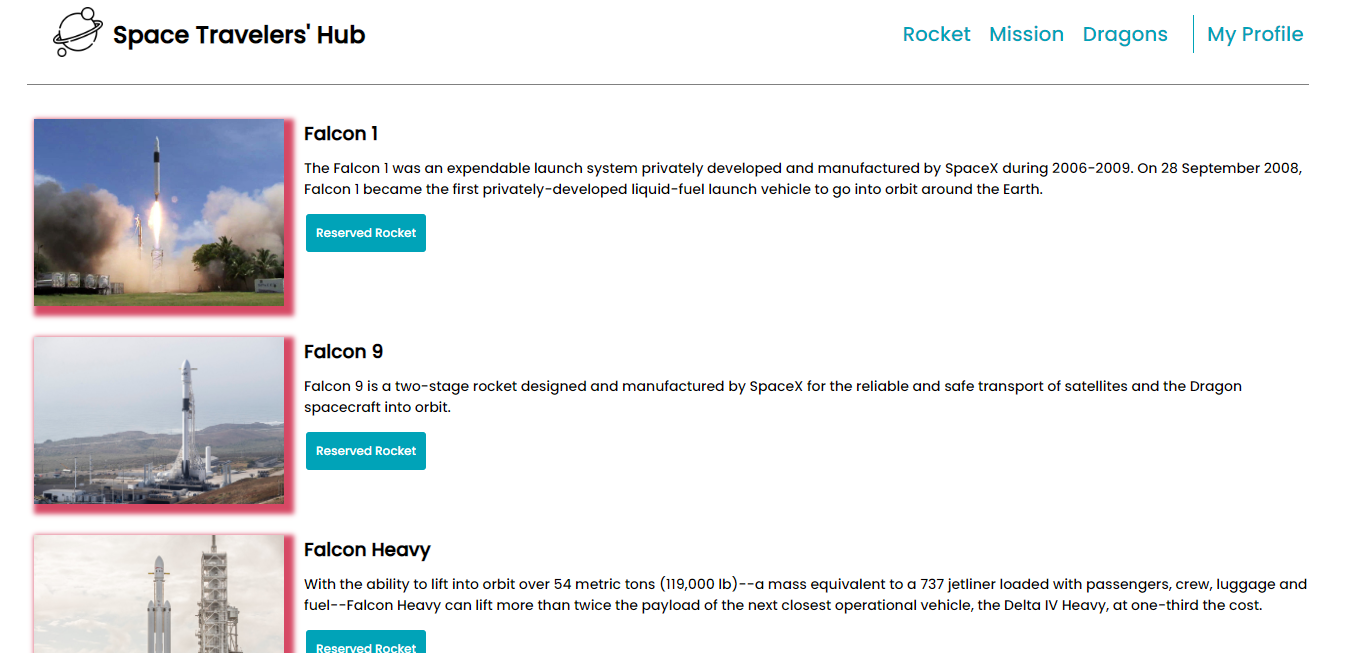 Space Travelers' Hub
Rocket Mission Dragons My Profile
Falcon 1
The Falcon 1 was an expendable launch system privately developed and manufactured by SpaceX during 2006-2009. On 28 September 2008,
Falcon 1 became the first privately-developed liquid-fuel launch vehicle to go into orbit around the Earth.
Reserved Rocket
Falcon 9
Falcon 9 is a two-stage rocket designed and manufactured by SpaceX for the reliable and safe transport of satellites and the Dragon
spacecraft into orbit.
Reserved Rocket
Falcon Heavy
With the ability to lift into orbit over 54 metric tons (119,000 lb)--a mass equivalent to a 737 jetliner loaded with passengers, crew, luggage and
fuel--Falcon Heavy can lift more than twice the payload of the next closest operational vehicle, the Delta IV Heavy, at one-third the cost.
Reserved Rocket